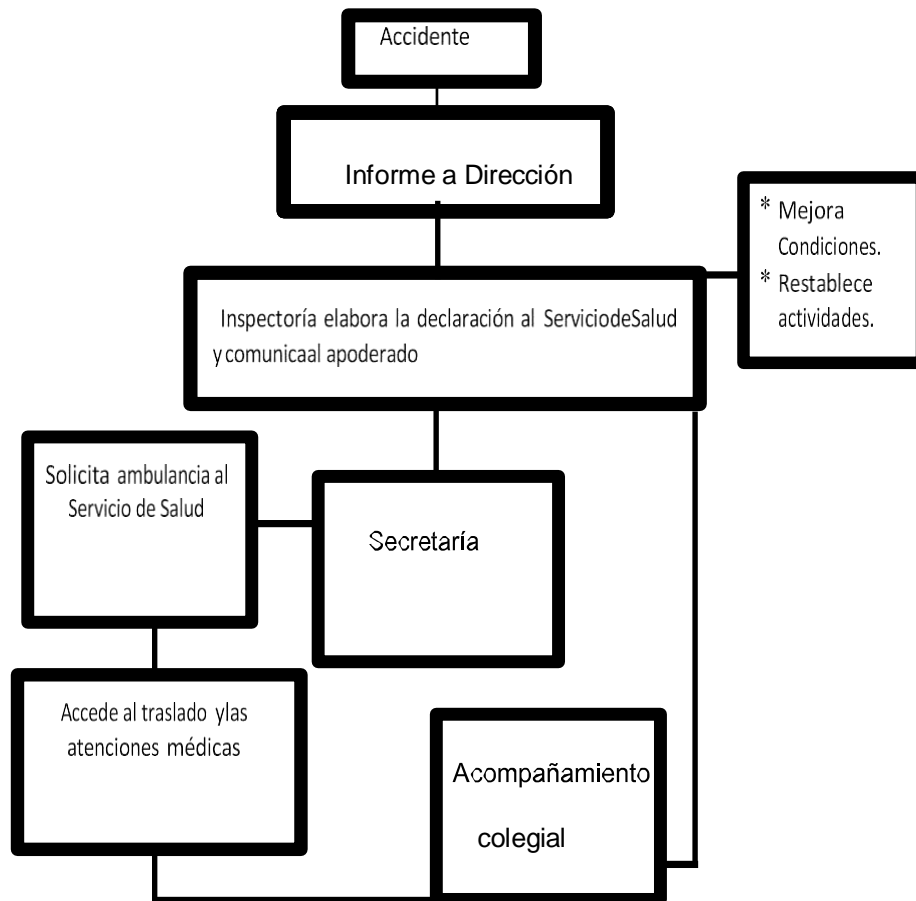 Accidente
Informe a Dirección
* Mejora
Condiciones.
* Restablece
actividades.
Inspectoría elabora la declaración al ServiciodeSalud
y comunicaal apoderado
Solicita ambulancia al
Servicio de Salud
Secretaría
Accede al traslado ylas
atenciones médicas
Acompañamiento
colegial